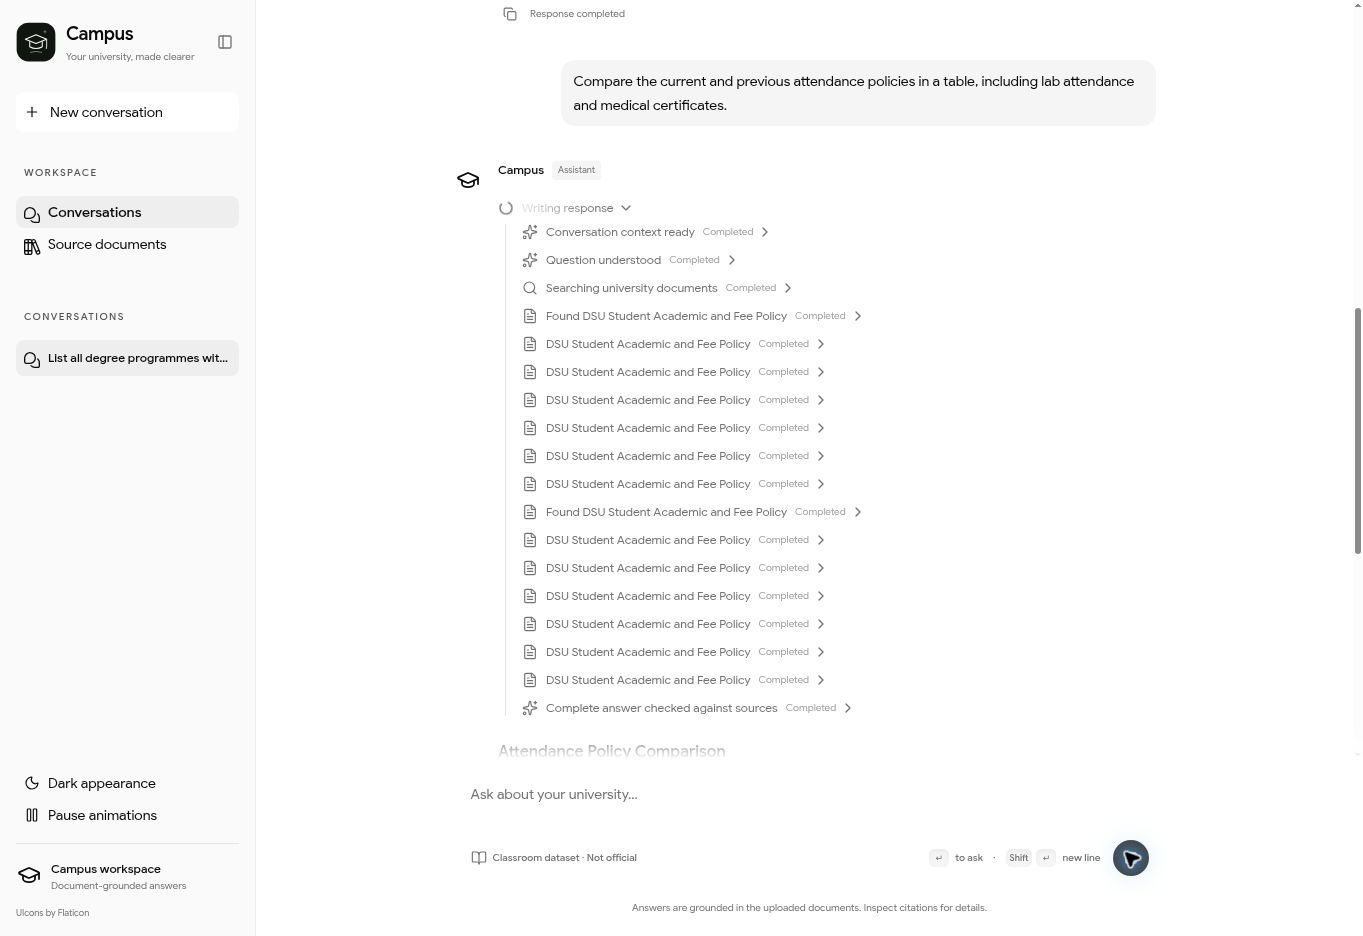 Campus
Your university, made clearer
New conversation
WORKSPACE
Conversations
Source documents
CONVERSATIONS
List all degree programmes wit...
Dark appearance
Pause animations
Campus workspace
Document-grounded answers
UIcons by Flaticon
Response completed
Compare the current and previous attendance policies in a table, including lab attendance
and medical certificates.
Campus Assistant
Writing response
Conversation context ready Completed
Question understood Completed
Searching university documents Completed
Found DSU Student Academic and Fee Policy Completed
DSU Student Academic and Fee Policy Completed
DSU Student Academic and Fee Policy Completed
DSU Student Academic and Fee Policy Completed
DSU Student Academic and Fee Policy Completed
DSU Student Academic and Fee Policy Completed
DSU Student Academic and Fee Policy Completed
Found DSU Student Academic and Fee Policy Completed
DSU Student Academic and Fee Policy Completed
DSU Student Academic and Fee Policy Completed
DSU Student Academic and Fee Policy Completed
DSU Student Academic and Fee Policy Completed
DSU Student Academic and Fee Policy Completed
DSU Student Academic and Fee Policy Completed
Complete answer checked against sources Completed
Attendance Policy Comparison
Ask about your university...
Classroom dataset · Not official
↵ to ask · Shift ↵ new line
Answers are grounded in the uploaded documents. Inspect citations for details.